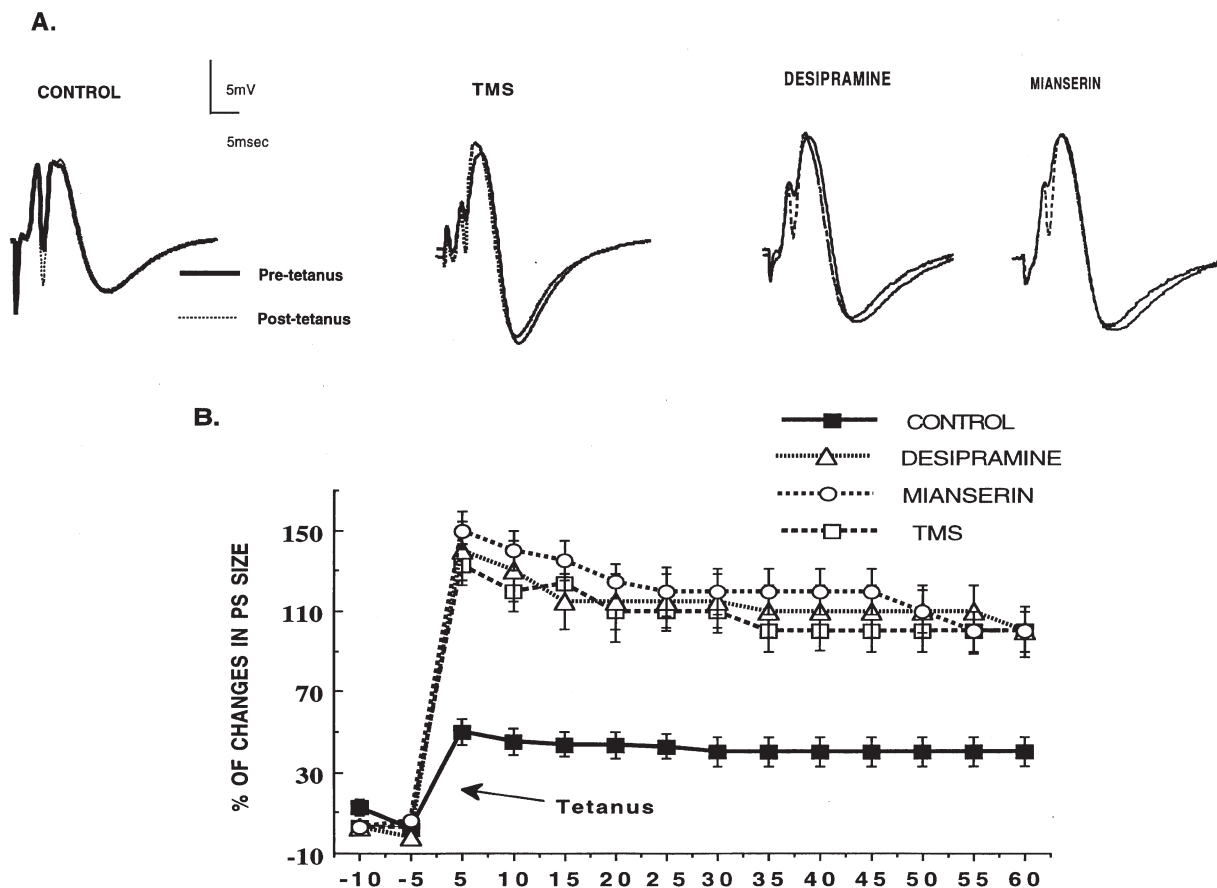 A.
CONTROL
5mV
5msec
TMS
DESIPRAMINE
MIANSERIN
Pre-tetanus
Post-tetanus
B.
CONTROL
DESIPRAMINE
MIANSERIN
TMS
% OF CHANGES IN PS SIZE
150
110
70
30
-10
Tetanus
-10 -5 5 10 15 20 25 30 35 40 45 50 55 60